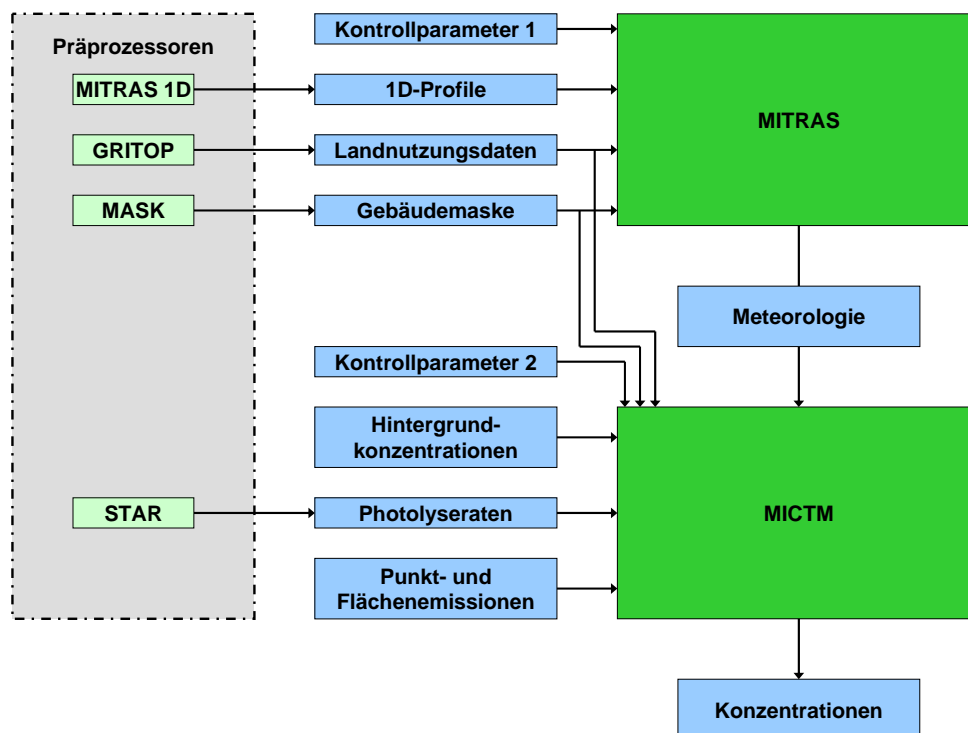 Kontrollparameter 1
Präprozessoren
MITRAS 1D
1D-Profile
MITRAS
GRITOP
Landnutzungsdaten
MASK
Gebäudemaske
Meteorologie
Kontrollparameter 2
Hintergrund-
konzentrationen
STAR
Photolyseraten
MICTM
Punkt- und
Flächenemissionen
Konzentrationen